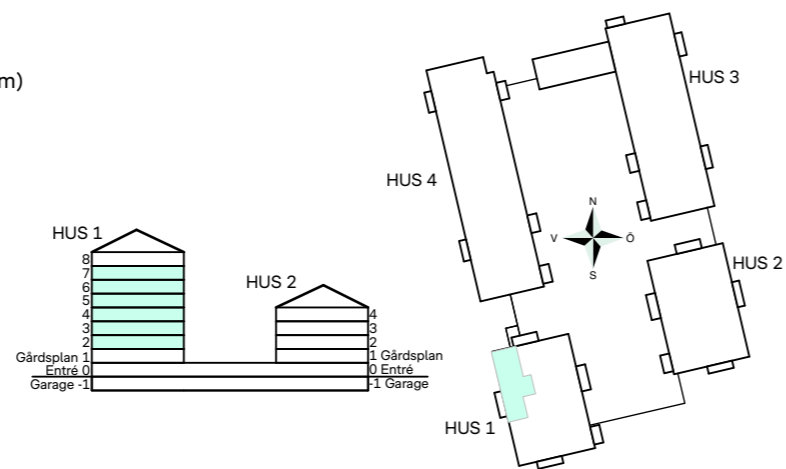 m)
HUS 3
HUS 4
N
V Ö
S
HUS 1
HUS 2
HUS 2
8
7
6
5
4 4
3 3
2 2
Gårdsplan 1 1 Gårdsplan
Entré 0 0 Entré
Garage -1 -1 Garage
HUS 1